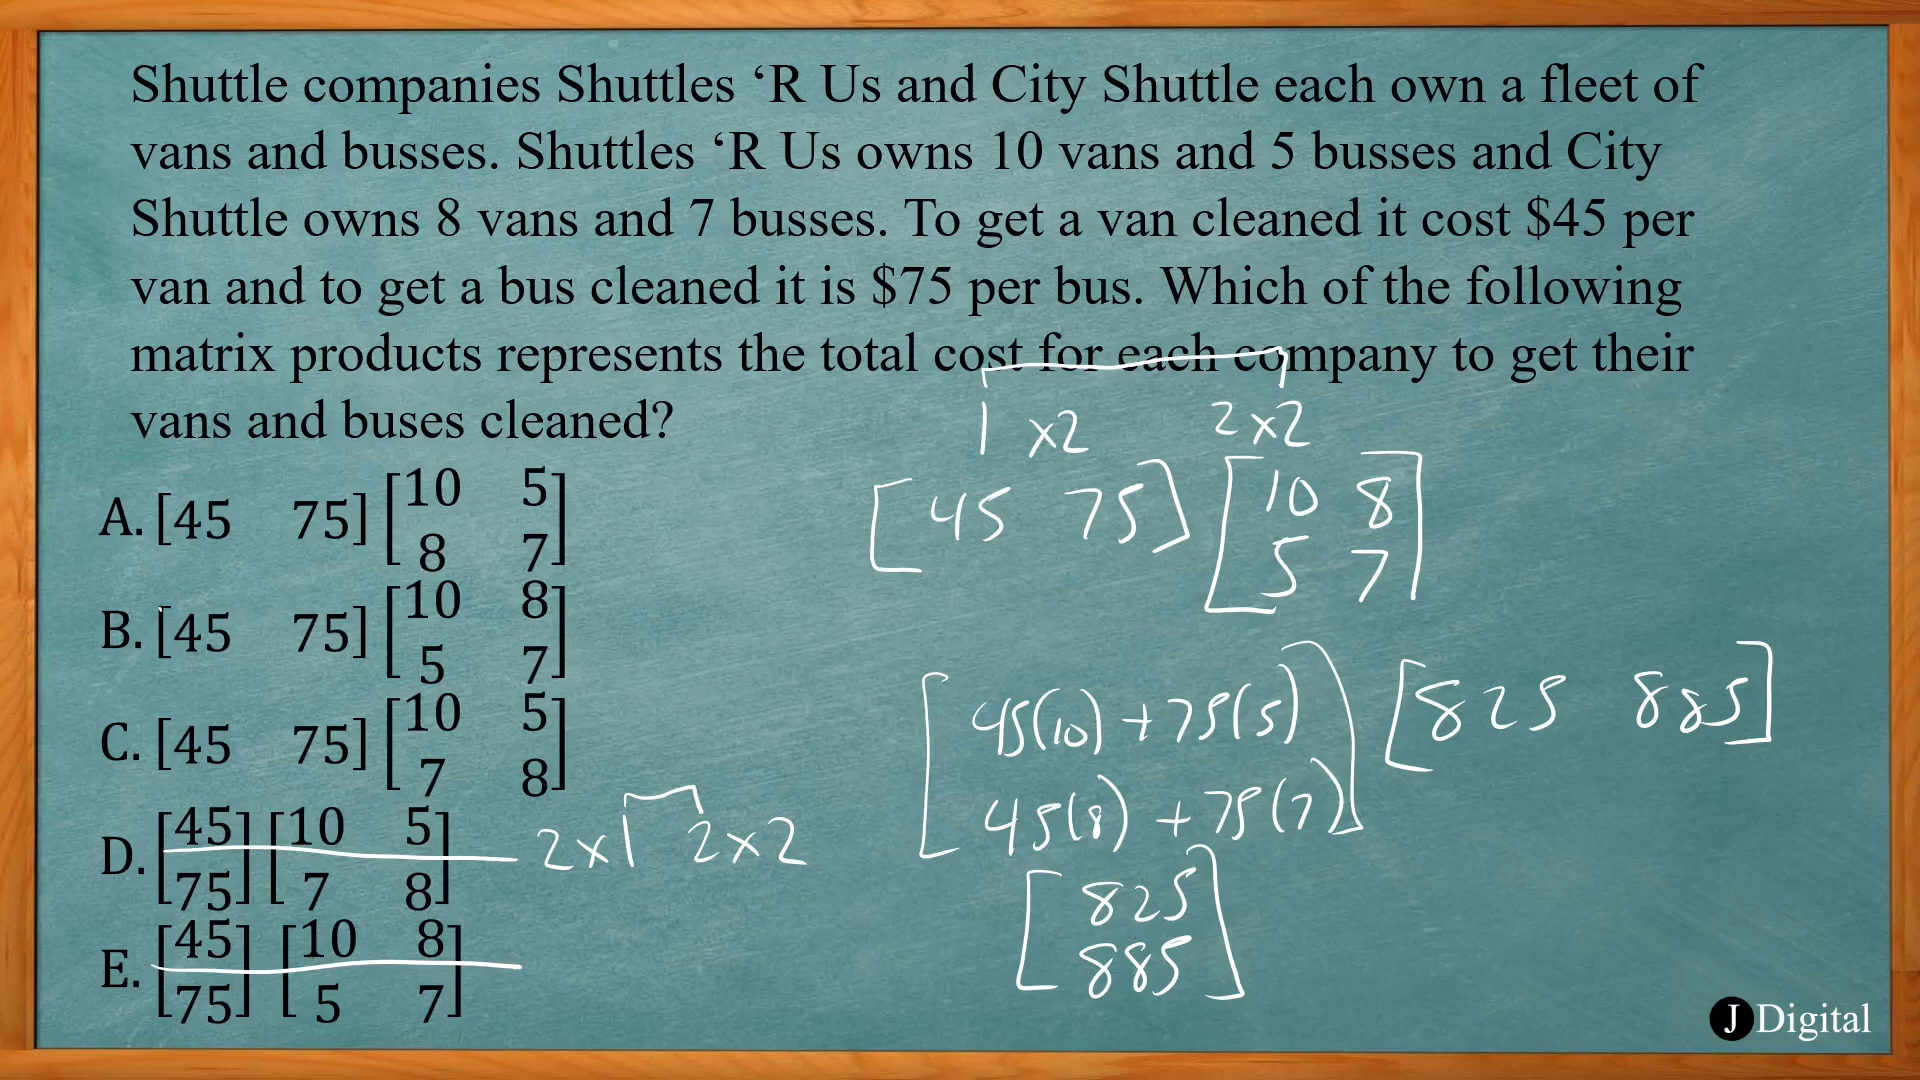 Shuttle companies Shuttles ‘R Us and City Shuttle each own a fleet of
vans and busses. Shuttles ‘R Us owns 10 vans and 5 busses and City
Shuttle owns 8 vans and 7 busses. To get a van cleaned it cost $45 per
van and to get a bus cleaned it is $75 per bus. Which of the following
matrix products represents the total cost for each company to get their
vans and buses cleaned?
A. [45 75] [10 5
8 7]
B. [45 75] [10 8
5 7]
C. [45 75] [10 5
7 8]
D. [45
75] [10 5
7 8]
E. [45
75] [10 8
5 7]
2x1 2x2
1 x2 2x2
[45 75] [10 8
5 7]
[45(10) + 75(5)
45(8) + 75(7)]
[825 885]
[825
885]
J Digital